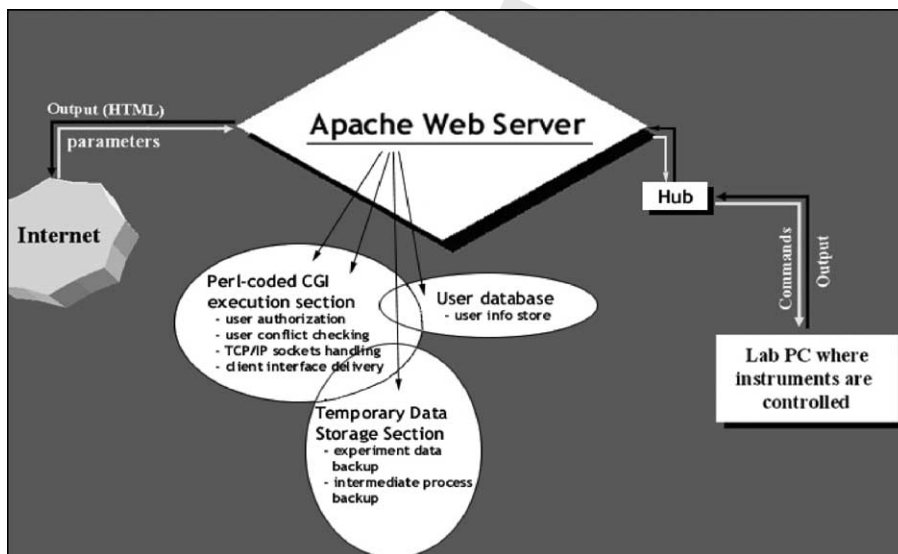 Output (HTML)
parameters
Internet
Apache Web Server
Hub
Commands
Output
Perl-coded CGI
execution section
- user authorization
- user conflict checking
- TCP/IP sockets handling
- client interface delivery
User database
- user info store
Temporary Data
Storage Section
- experiment data
backup
- intermediate process
backup
Lab PC where
instruments are
controlled